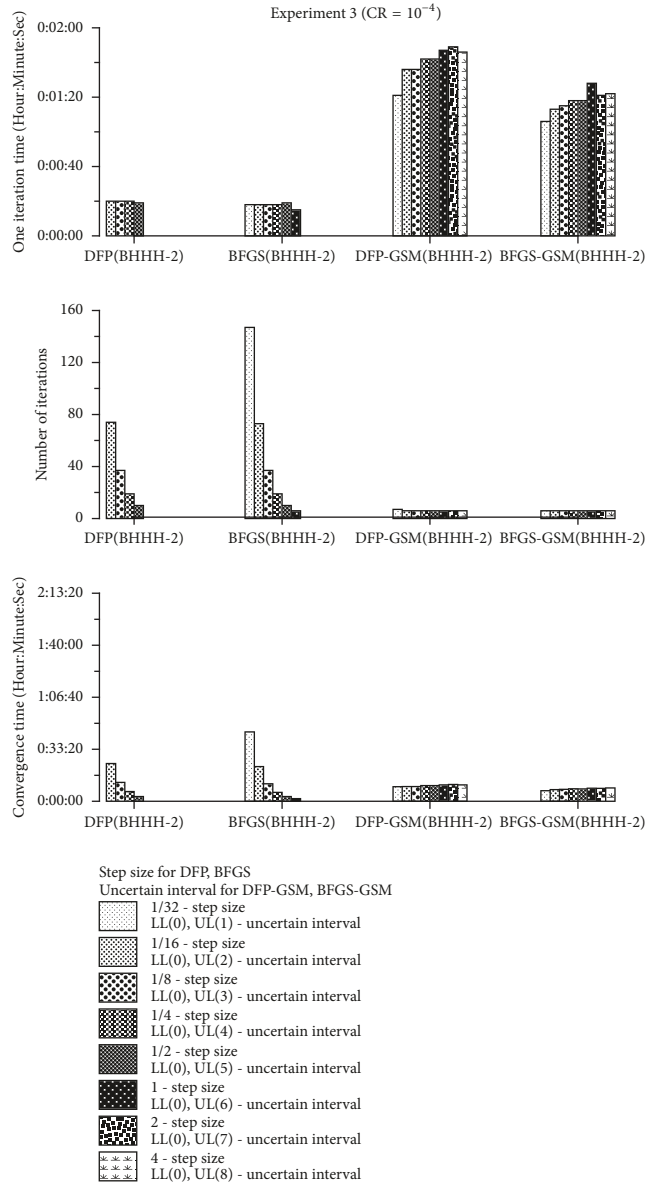 Experiment 3 (CR = 10⁻⁴)
One iteration time (Hour:Minute:Sec)
0:02:00
0:01:20
0:00:40
0:00:00
DFP(BHHH-2)
BFGS(BHHH-2)
DFP-GSM(BHHH-2)
BFGS-GSM(BHHH-2)
Number of iterations
160
120
80
40
0
DFP(BHHH-2)
BFGS(BHHH-2)
DFP-GSM(BHHH-2)
BFGS-GSM(BHHH-2)
Convergence time (Hour:Minute:Sec)
2:13:20
1:40:00
1:06:40
0:33:20
0:00:00
DFP(BHHH-2)
BFGS(BHHH-2)
DFP-GSM(BHHH-2)
BFGS-GSM(BHHH-2)
Step size for DFP, BFGS
Uncertain interval for DFP-GSM, BFGS-GSM
1/32 - step size
LL(0), UL(1) - uncertain interval
1/16 - step size
LL(0), UL(2) - uncertain interval
1/8 - step size
LL(0), UL(3) - uncertain interval
1/4 - step size
LL(0), UL(4) - uncertain interval
1/2 - step size
LL(0), UL(5) - uncertain interval
1 - step size
LL(0), UL(6) - uncertain interval
2 - step size
LL(0), UL(7) - uncertain interval
4 - step size
LL(0), UL(8) - uncertain interval